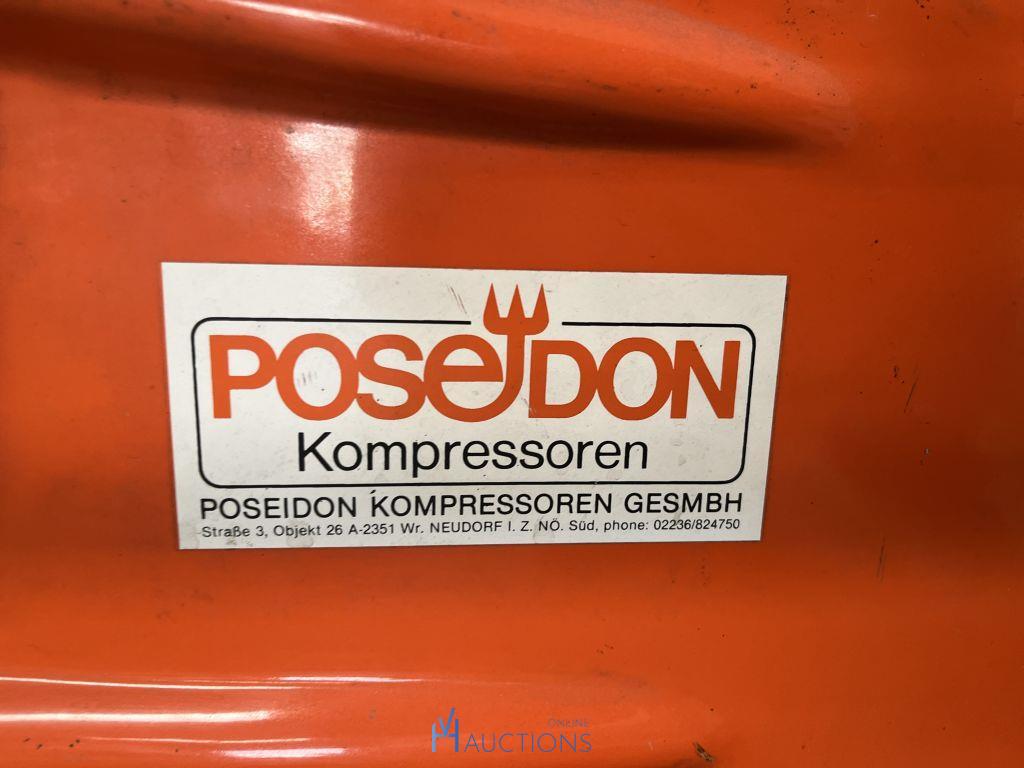 POSEIDON
Kompressoren
POSEIDON KOMPRESSOREN GESMBH
Straße 3, Objekt 26 A-2351 Wr. NEUDORF I. Z. NÖ. Süd, phone: 02236/824750
VH ONLINE
AUCTIONS